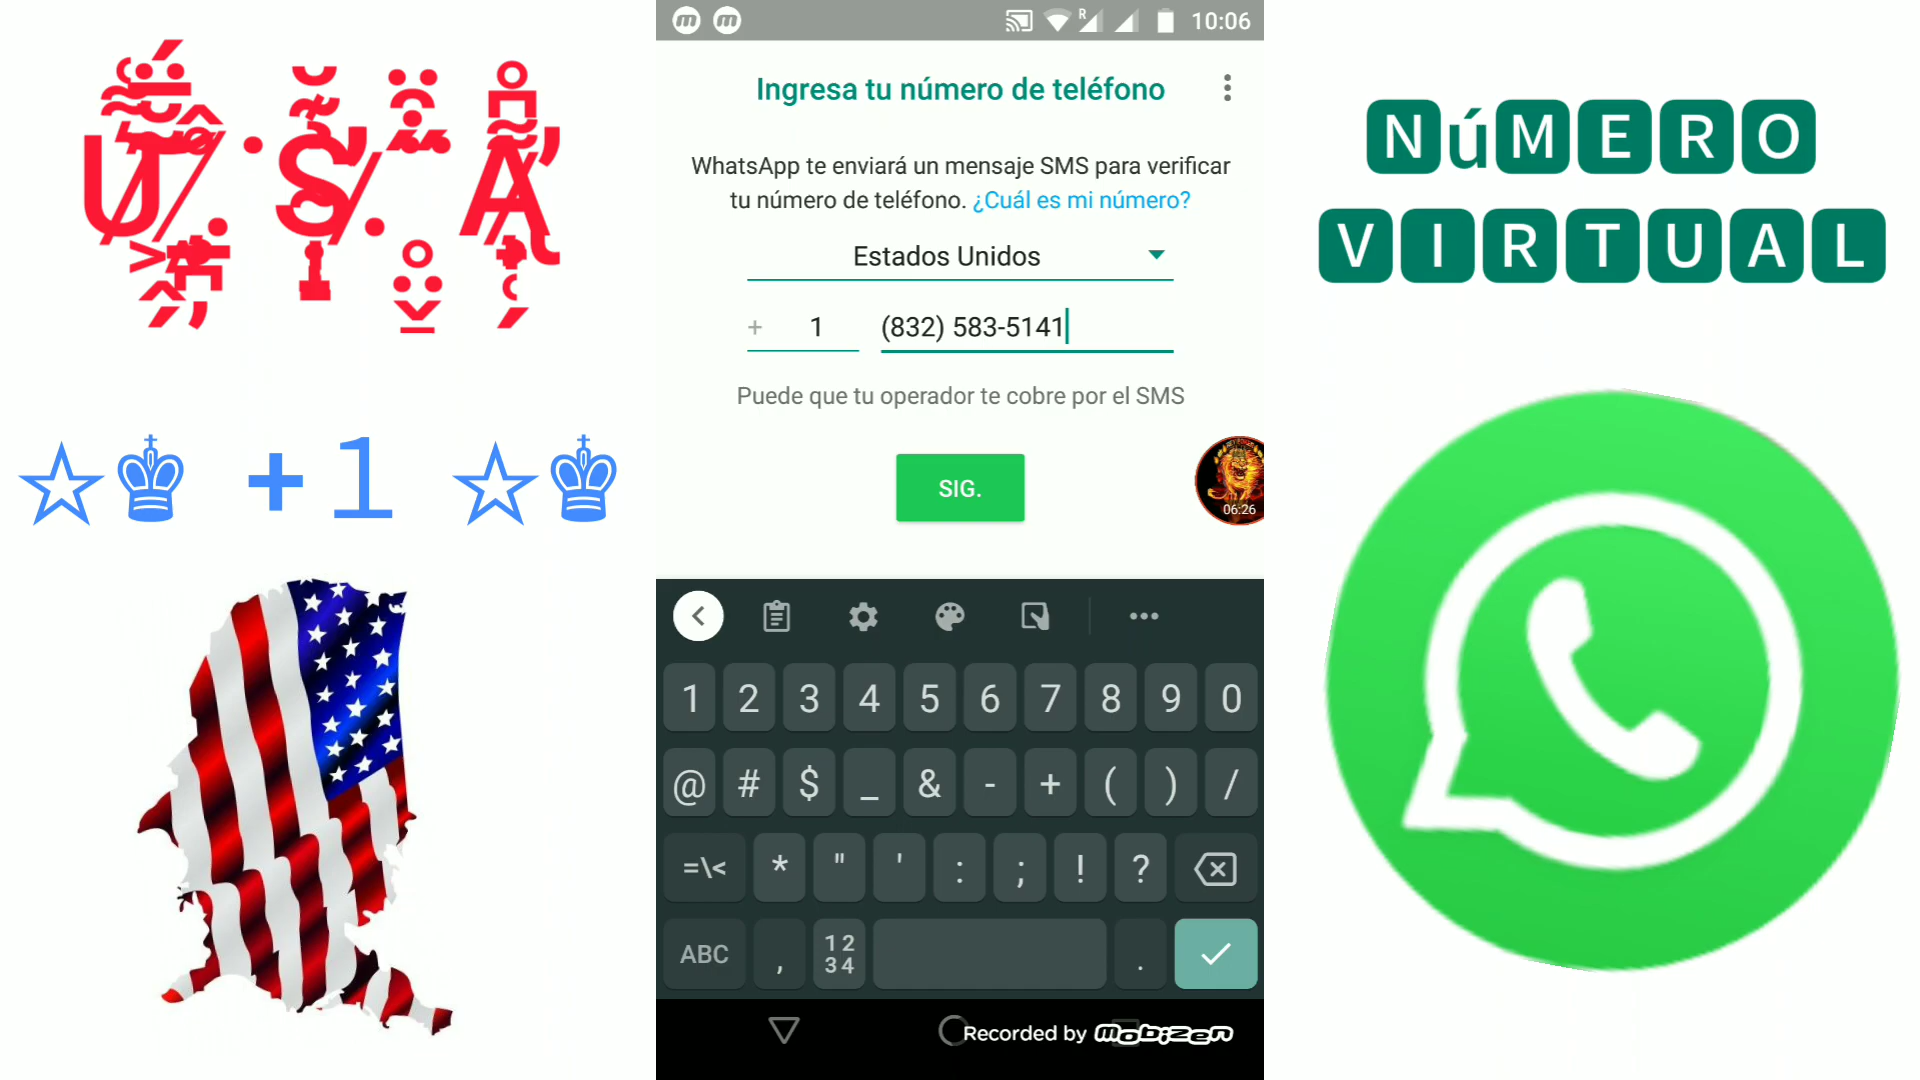 U.S.A
☆♚ +1 ☆♚
10:06
Ingresa tu número de teléfono
WhatsApp te enviará un mensaje SMS para verificar
tu número de teléfono. ¿Cuál es mi número?
Estados Unidos
+ 1 (832) 583-5141
Puede que tu operador te cobre por el SMS
SIG.
06:26
1 2 3 4 5 6 7 8 9 0
@ # $ _ & - + ( ) /
=\< * " ' : ; ! ?
ABC , 12 34 .
Recorded by mobizen
NúMERO
VIRTUAL